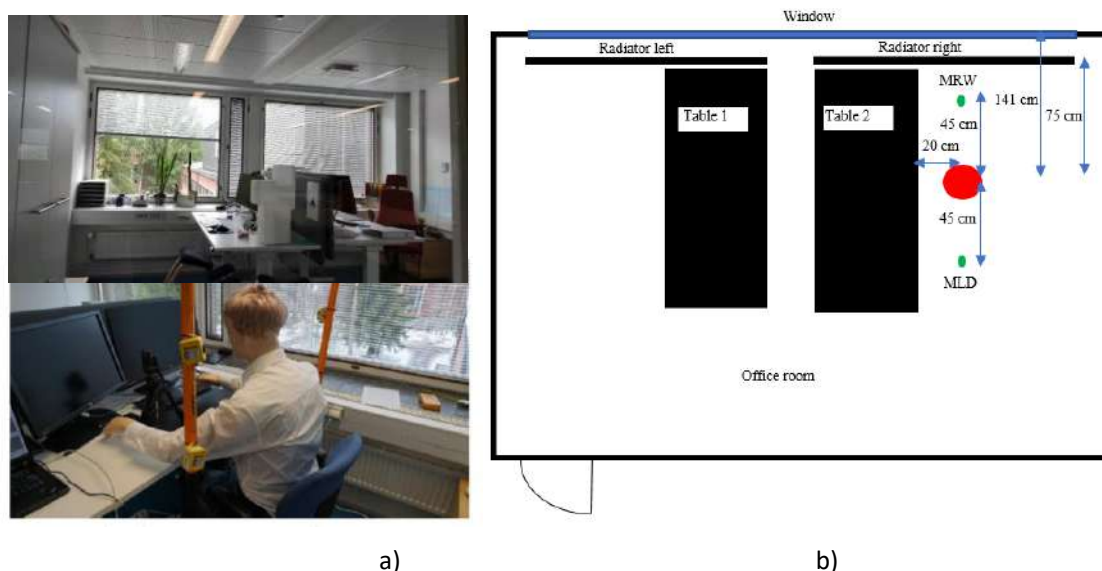 Window
Radiator left
Radiator right
MRW
Table 1
Table 2
141 cm
45 cm
75 cm
20 cm
45 cm
MLD
Office room
a)
b)